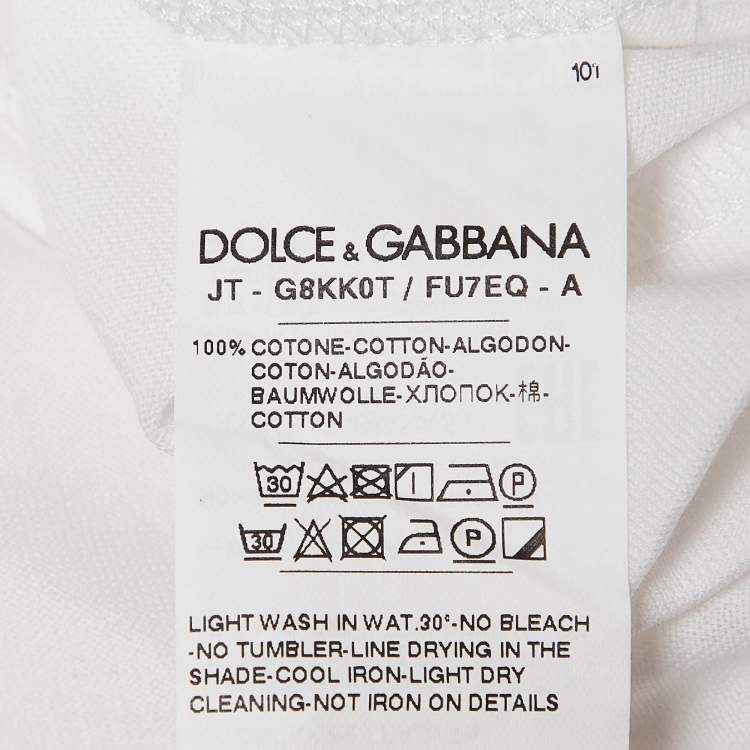 10
DOLCE & GABBANA
JT - G8KK0T / FU7EQ - A
100% COTONE-COTTON-ALGODON-
COTON-ALGODÃO-
BAUMWOLLE-ХЛОПОК-棉-
COTTON
30 P
30 P
LIGHT WASH IN WAT.30°-NO BLEACH
-NO TUMBLER-LINE DRYING IN THE
SHADE-COOL IRON-LIGHT DRY
CLEANING-NOT IRON ON DETAILS